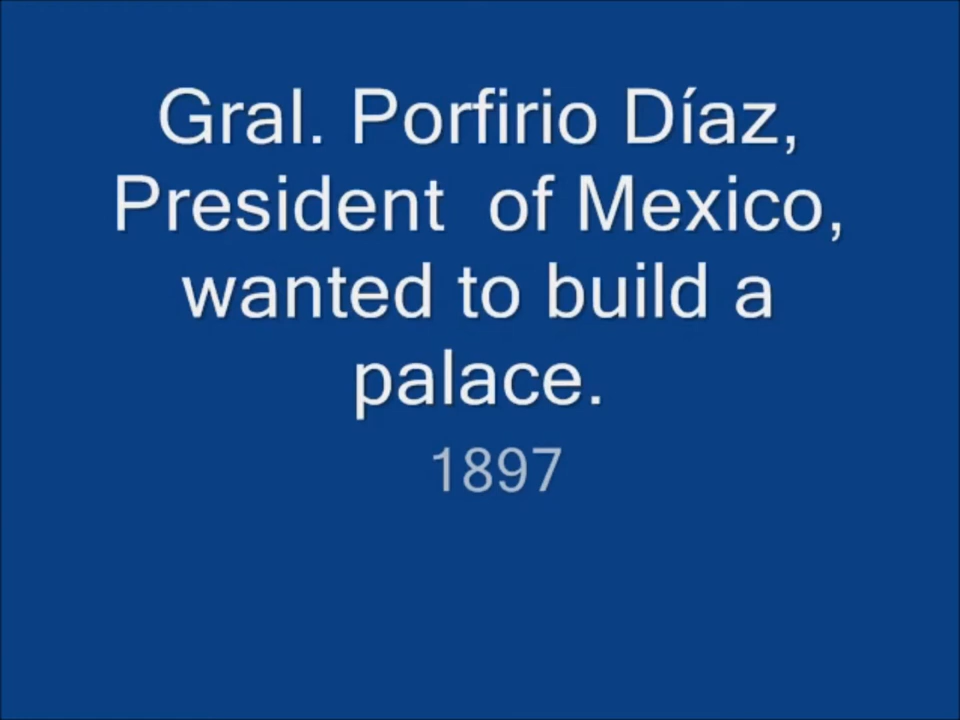 Gral. Porfirio Díaz,
President  of Mexico,
wanted to build a
palace.
1897